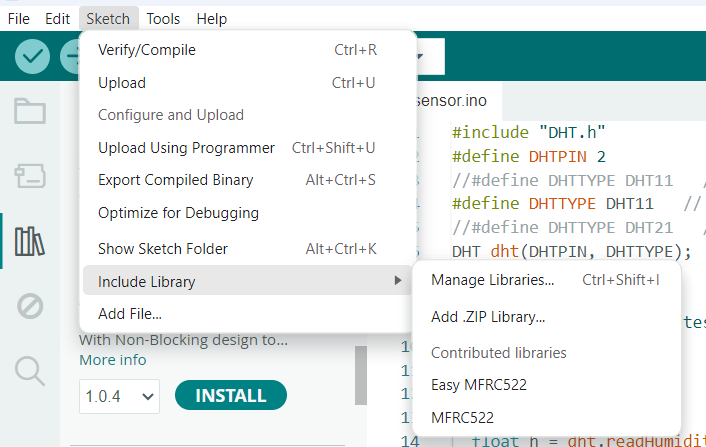 File Edit Sketch Tools Help
Verify/Compile Ctrl+R
Upload Ctrl+U
Configure and Upload
Upload Using Programmer Ctrl+Shift+U
Export Compiled Binary Alt+Ctrl+S
Optimize for Debugging
Show Sketch Folder Alt+Ctrl+K
Include Library
Add File...
With Non-Blocking design to...
More info
1.0.4
INSTALL
sensor.ino
#include "DHT.h"
#define DHTPIN 2
//#define DHTTYPE DHT11 /
#define DHTTYPE DHT11 //
//#define DHTTYPE DHT21 /
DHT dht(DHTPIN, DHTTYPE);
Manage Libraries... Ctrl+Shift+I
Add .ZIP Library...
Contributed libraries
Easy MFRC522
MFRC522
tes
10
14 float h = dht.readHumidit